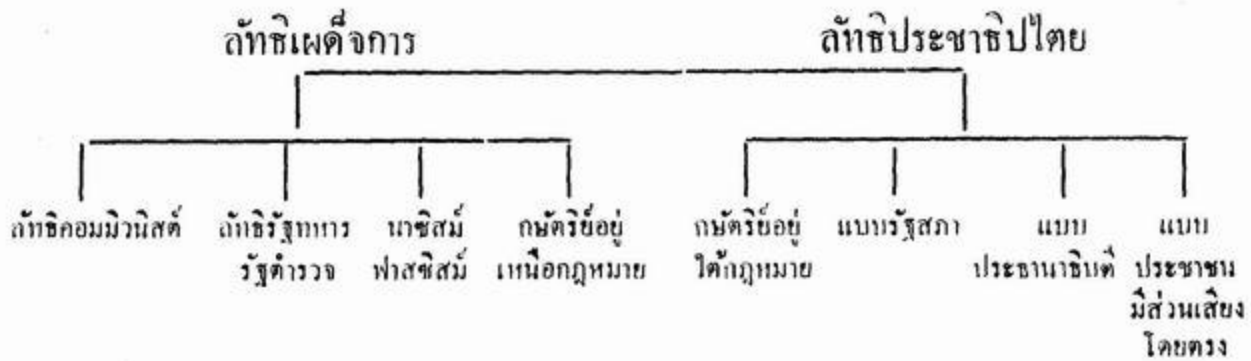 ลัทธิเผด็จการ ลัทธิประชาธิปไตย
ลัทธิคอมมิวนิสต์ ลัทธิรัฐทหาร นาซิสม์ กษัตริย์อยู่ กษัตริย์อยู่ แบบรัฐสภา แบบ แบบ
รัฐตำรวจ ฟาสซิสม์ เหนือกฎหมาย ใต้กฎหมาย ประธานาธิบดี ประชาชน
มีส่วนเสียง
โดยตรง